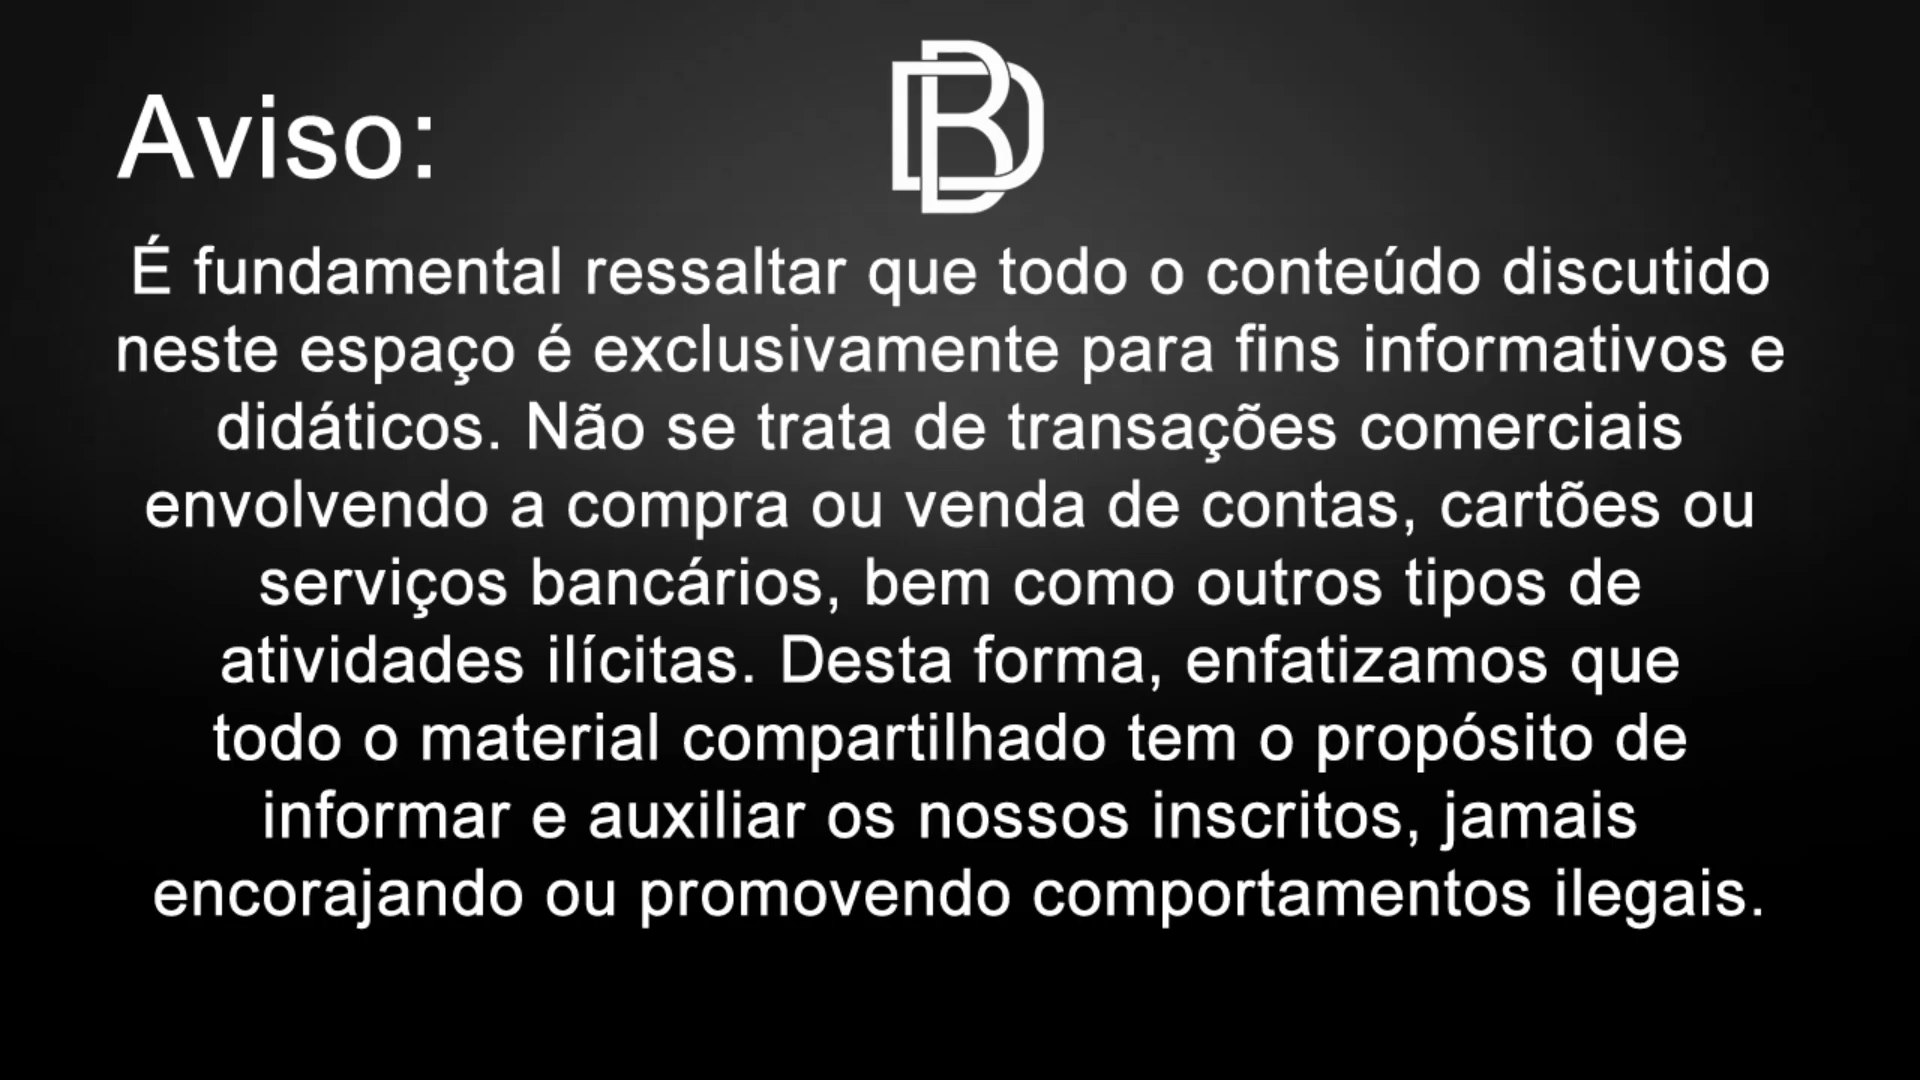 Aviso:
É fundamental ressaltar que todo o conteúdo discutido
neste espaço é exclusivamente para fins informativos e
didáticos. Não se trata de transações comerciais
envolvendo a compra ou venda de contas, cartões ou
serviços bancários, bem como outros tipos de
atividades ilícitas. Desta forma, enfatizamos que
todo o material compartilhado tem o propósito de
informar e auxiliar os nossos inscritos, jamais
encorajando ou promovendo comportamentos ilegais.